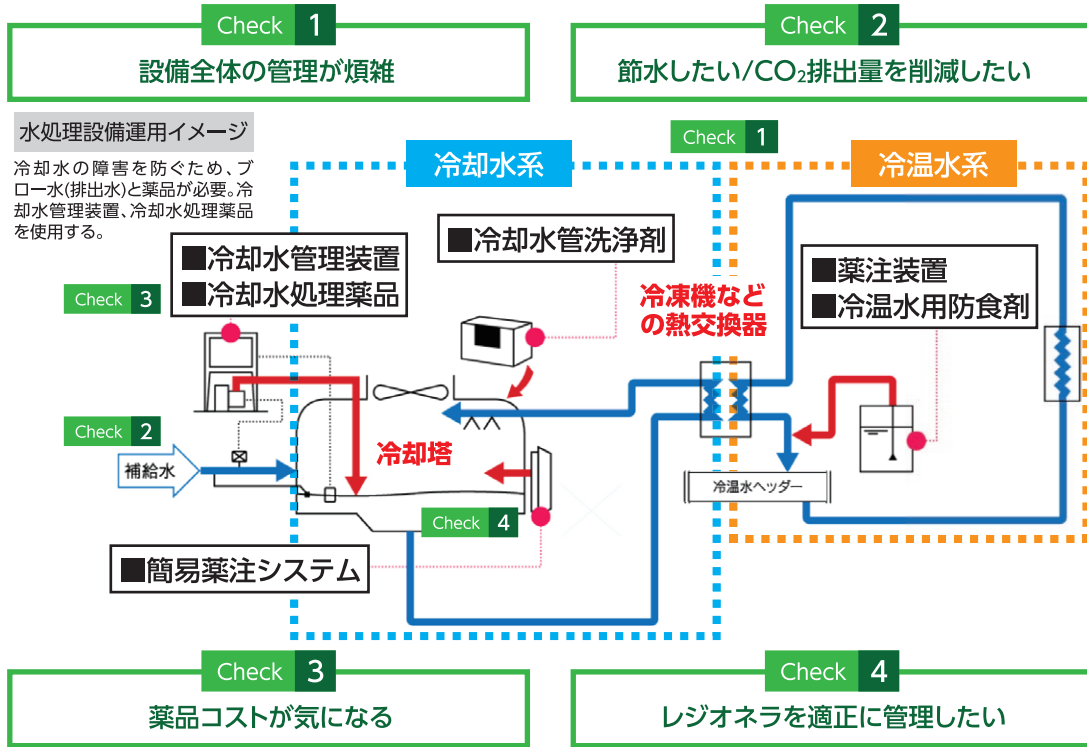 Check 1
設備全体の管理が煩雑
Check 2
節水したい/CO₂排出量を削減したい
水処理設備運用イメージ
冷却水の障害を防ぐため、ブ
ロー水(排出水)と薬品が必要。冷
却水管理装置、冷却水処理薬品
を使用する。
Check 1
冷却水系
冷温水系
■冷却水管洗浄剤
■冷却水管理装置
■冷却水処理薬品
■薬注装置
■冷温水用防食剤
Check 3
冷凍機など
の熱交換器
Check 2
補給水
冷却塔
冷温水ヘッダー
Check 4
■簡易薬注システム
Check 3
薬品コストが気になる
Check 4
レジオネラを適正に管理したい